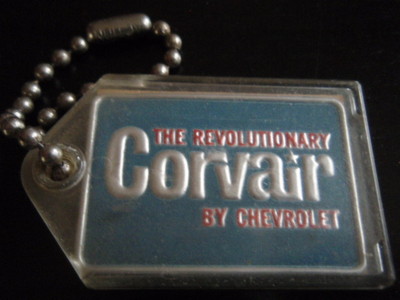 THE REVOLUTIONARY
Corvair
BY CHEVROLET